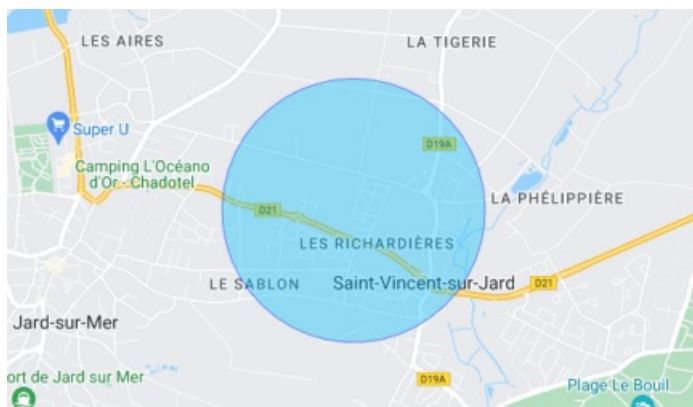 LES AIRES
LA TIGERIE
Super U
D19A
Camping L'Océano
d'Or - Chadotel
LA PHÉLIPPIÈRE
D21
LES RICHARDIÈRES
LE SABLON
Saint-Vincent-sur-Jard
D21
Jard-sur-Mer
ort de Jard sur Mer
D19A
Plage Le Bouil